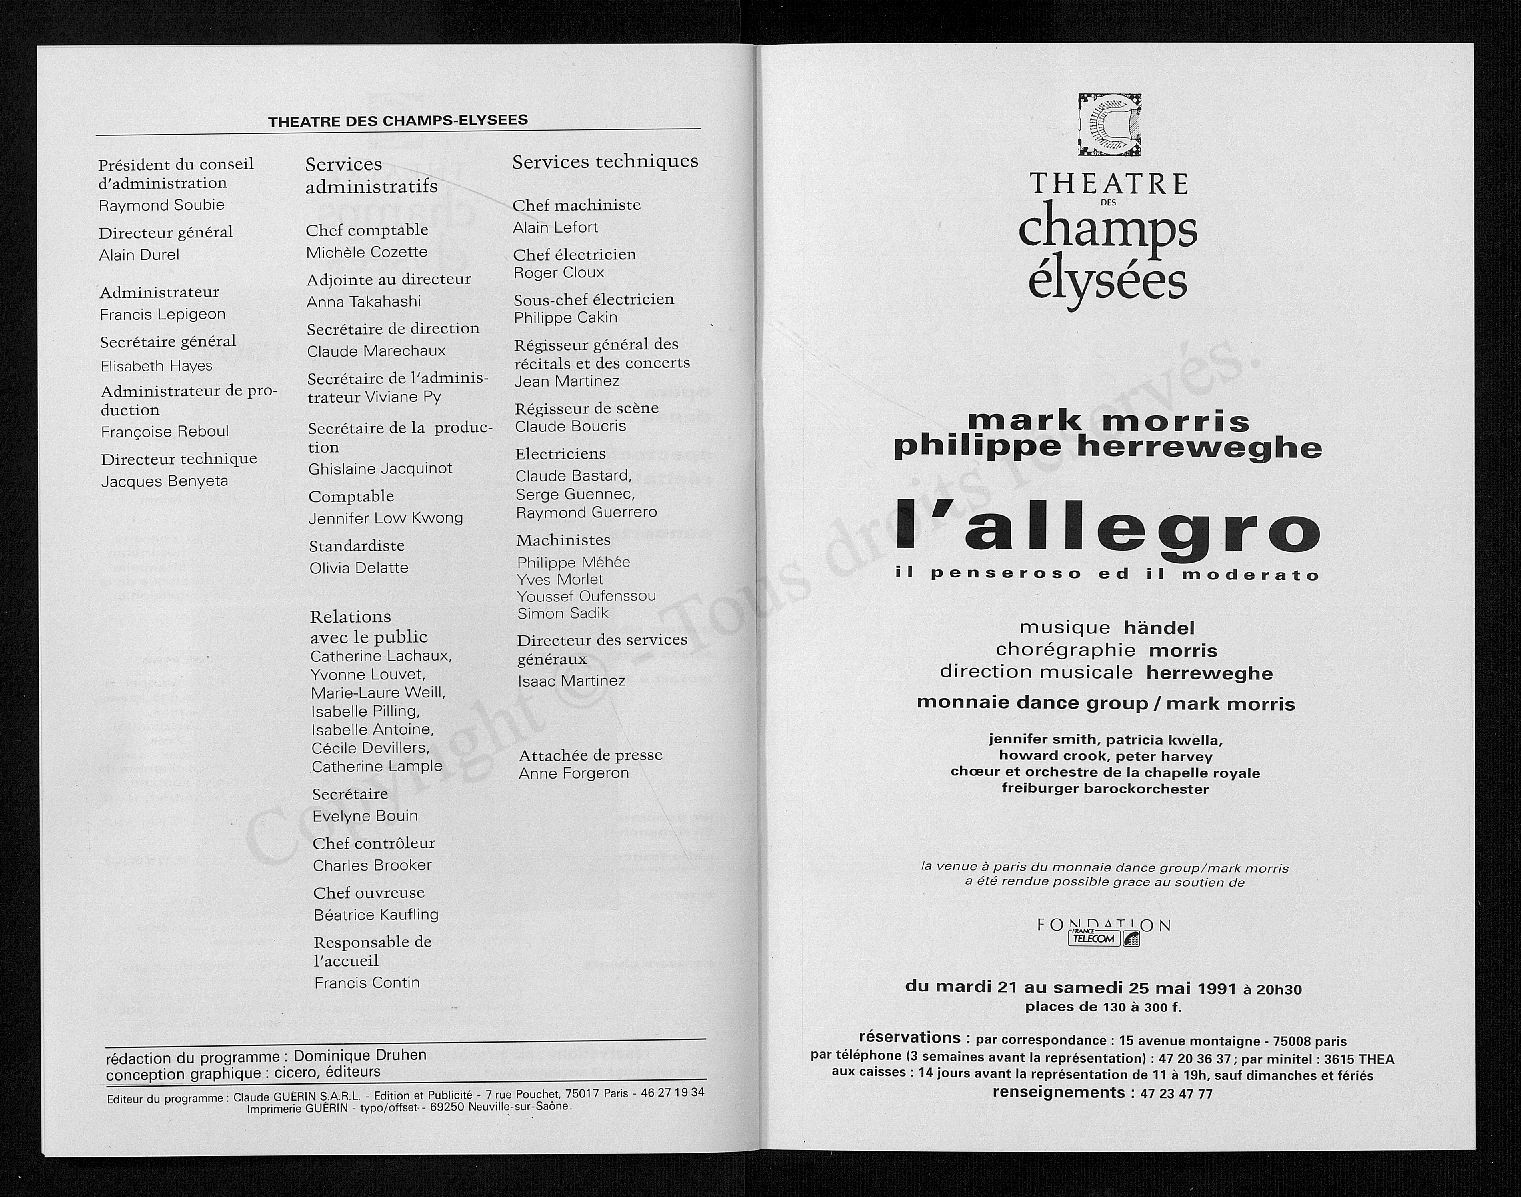 THEATRE DES CHAMPS-ELYSEES
Président du conseil
d'administration
Raymond Soubie
Directeur général
Alain Durel
Administrateur
Francis Lepigeon
Secrétaire général
Elisabeth Hayes
Administrateur de pro-
duction
Françoise Reboul
Directeur technique
Jacques Benyeta
Services
administratifs
Chef comptable
Michèle Cozette
Adjointe au directeur
Anna Takahashi
Secrétaire de direction
Claude Marechaux
Secrétaire de l'adminis-
trateur Viviane Py
Secrétaire de la produc-
tion
Ghislaine Jacquinot
Comptable
Jennifer Low Kwong
Standardiste
Olivia Delatte
Relations
avec le public
Catherine Lachaux,
Yvonne Louvet,
Marie-Laure Weill,
Isabelle Pilling,
Isabelle Antoine,
Cécile Devillers,
Catherine Lample
Secrétaire
Evelyne Bouin
Chef contrôleur
Charles Brooker
Chef ouvreuse
Béatrice Kaufling
Responsable de
l'accueil
Francis Contin
Services techniques
Chef machiniste
Alain Lefort
Chef électricien
Roger Cloux
Sous-chef électricien
Philippe Cakin
Régisseur général des
récitals et des concerts
Jean Martinez
Régisseur de scène
Claude Boucris
Electriciens
Claude Bastard,
Serge Guennec,
Raymond Guerrero
Machinistes
Philippe Méhée
Yves Morlet
Youssef Oufenssou
Simon Sadik
Directeur des services
généraux
Isaac Martinez
Attachée de presse
Anne Forgeron
rédaction du programme : Dominique Druhen
conception graphique : cicero, éditeurs
Editeur du programme : Claude GUERIN S.A.R.L. - Edition et Publicité - 7 rue Pouchet, 75017 Paris - 46 27 19 34
Imprimerie GUÉRIN - typo/offset - 69250 Neuville-sur-Saône.
THEATRE
DES
champs
élysées
mark morris
philippe herreweghe
l'allegro
il penseroso ed il moderato
musique händel
chorégraphie morris
direction musicale herreweghe
monnaie dance group / mark morris
jennifer smith, patricia kwella,
howard crook, peter harvey
chœur et orchestre de la chapelle royale
freiburger barockorchester
la venue à paris du monnaie dance group/mark morris
a été rendue possible grace au soutien de
FONDATION
FRANCE
TELECOM
du mardi 21 au samedi 25 mai 1991 à 20h30
places de 130 à 300 f.
réservations : par correspondance : 15 avenue montaigne - 75008 paris
par téléphone (3 semaines avant la représentation) : 47 20 36 37 ; par minitel : 3615 THEA
aux caisses : 14 jours avant la représentation de 11 à 19h, sauf dimanches et fériés
renseignements : 47 23 47 77
Copyright © - Tous droits réservés.